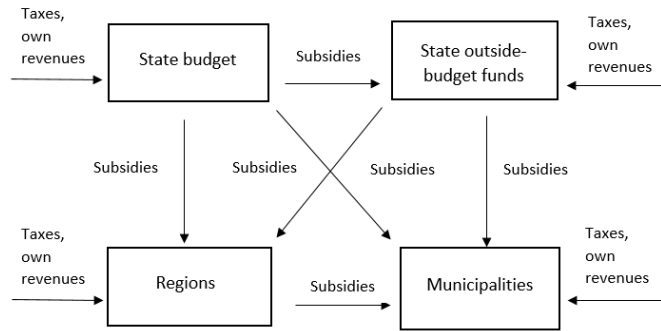 Taxes,
own
revenues
State budget
Subsidies
State outside-
budget funds
Taxes,
own
revenues
Subsidies
Subsidies
Subsidies
Subsidies
Taxes,
own
revenues
Regions
Subsidies
Municipalities
Taxes,
own
revenues